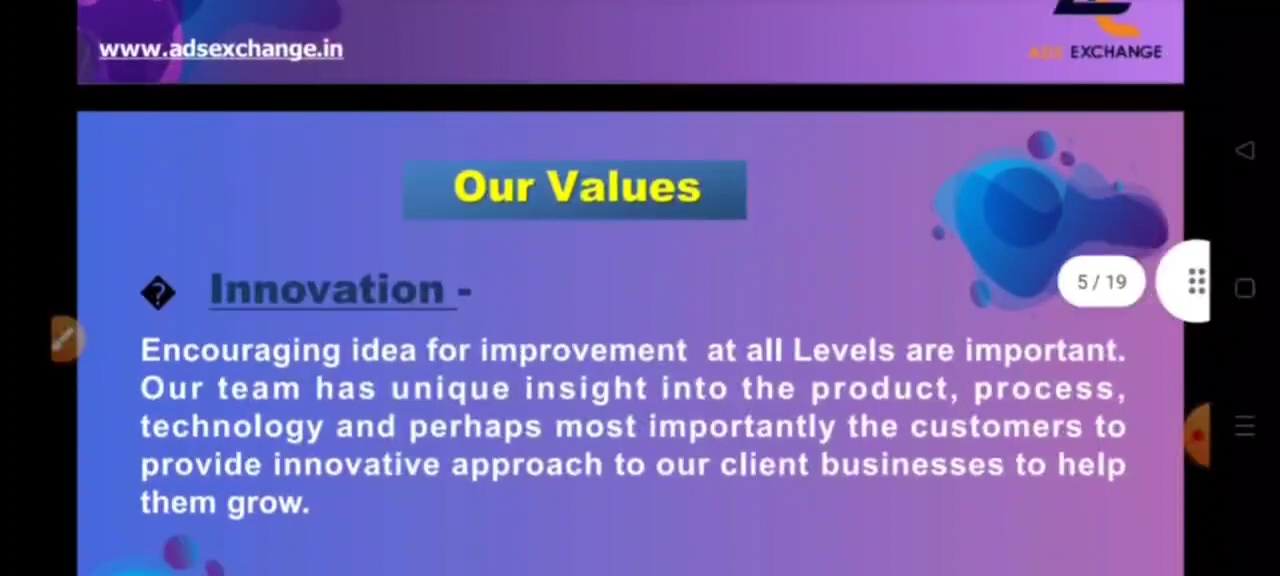 www.adsexchange.in
ADS EXCHANGE
Our Values
Innovation -
5 / 19
Encouraging idea for improvement at all Levels are important.
Our team has unique insight into the product, process,
technology and perhaps most importantly the customers to
provide innovative approach to our client businesses to help
them grow.